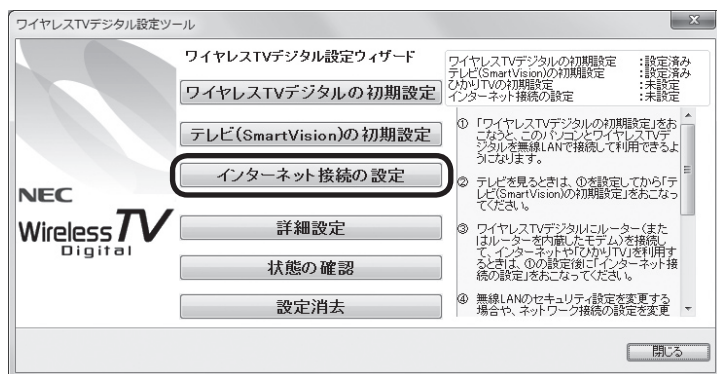 ワイヤレスTVデジタル設定ツール
ワイヤレスTVデジタル設定ウィザード
ワイヤレスTVデジタルの初期設定
テレビ(SmartVision)の初期設定
インターネット接続の設定
詳細設定
状態の確認
設定消去
NEC
Wireless TV
Digital
ワイヤレスTVデジタルの初期設定 :設定済み
テレビ(SmartVision)の初期設定 :設定済み
ひかりTVの初期設定 :未設定
インターネット接続の設定 :未設定
① 「ワイヤレスTVデジタルの初期設定」をお
こなうと、このパソコンとワイヤレスTVデ
ジタルを無線LANで接続して利用できるよ
うになります。
② テレビを見るときは、①を設定してから「テ
レビ(SmartVision)の初期設定」をおこなっ
てください。
③ ワイヤレスTVデジタルにルーター(また
はルーターを内蔵したモデム)を接続し
て、インターネットや「ひかりTV」を利用す
るときは、①の設定後に「インターネット接
続の設定」をおこなってください。
④ 無線LANのセキュリティ設定を変更する
場合や、ネットワーク接続の設定を変更
閉じる